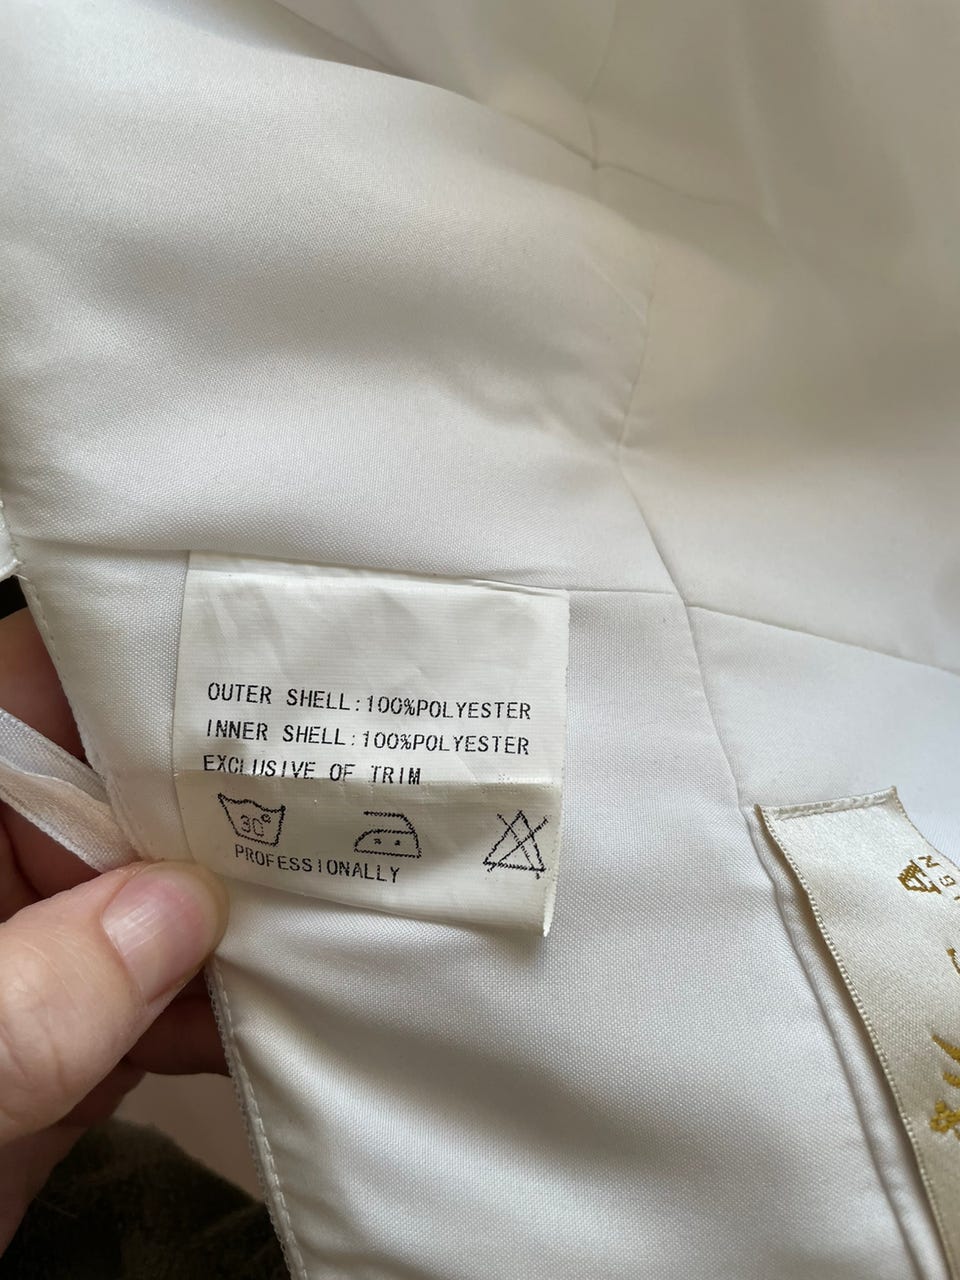 OUTER SHELL:100%POLYESTER
INNER SHELL:100%POLYESTER
EXCLUSIVE OF TRIM
30°
PROFESSIONALLY